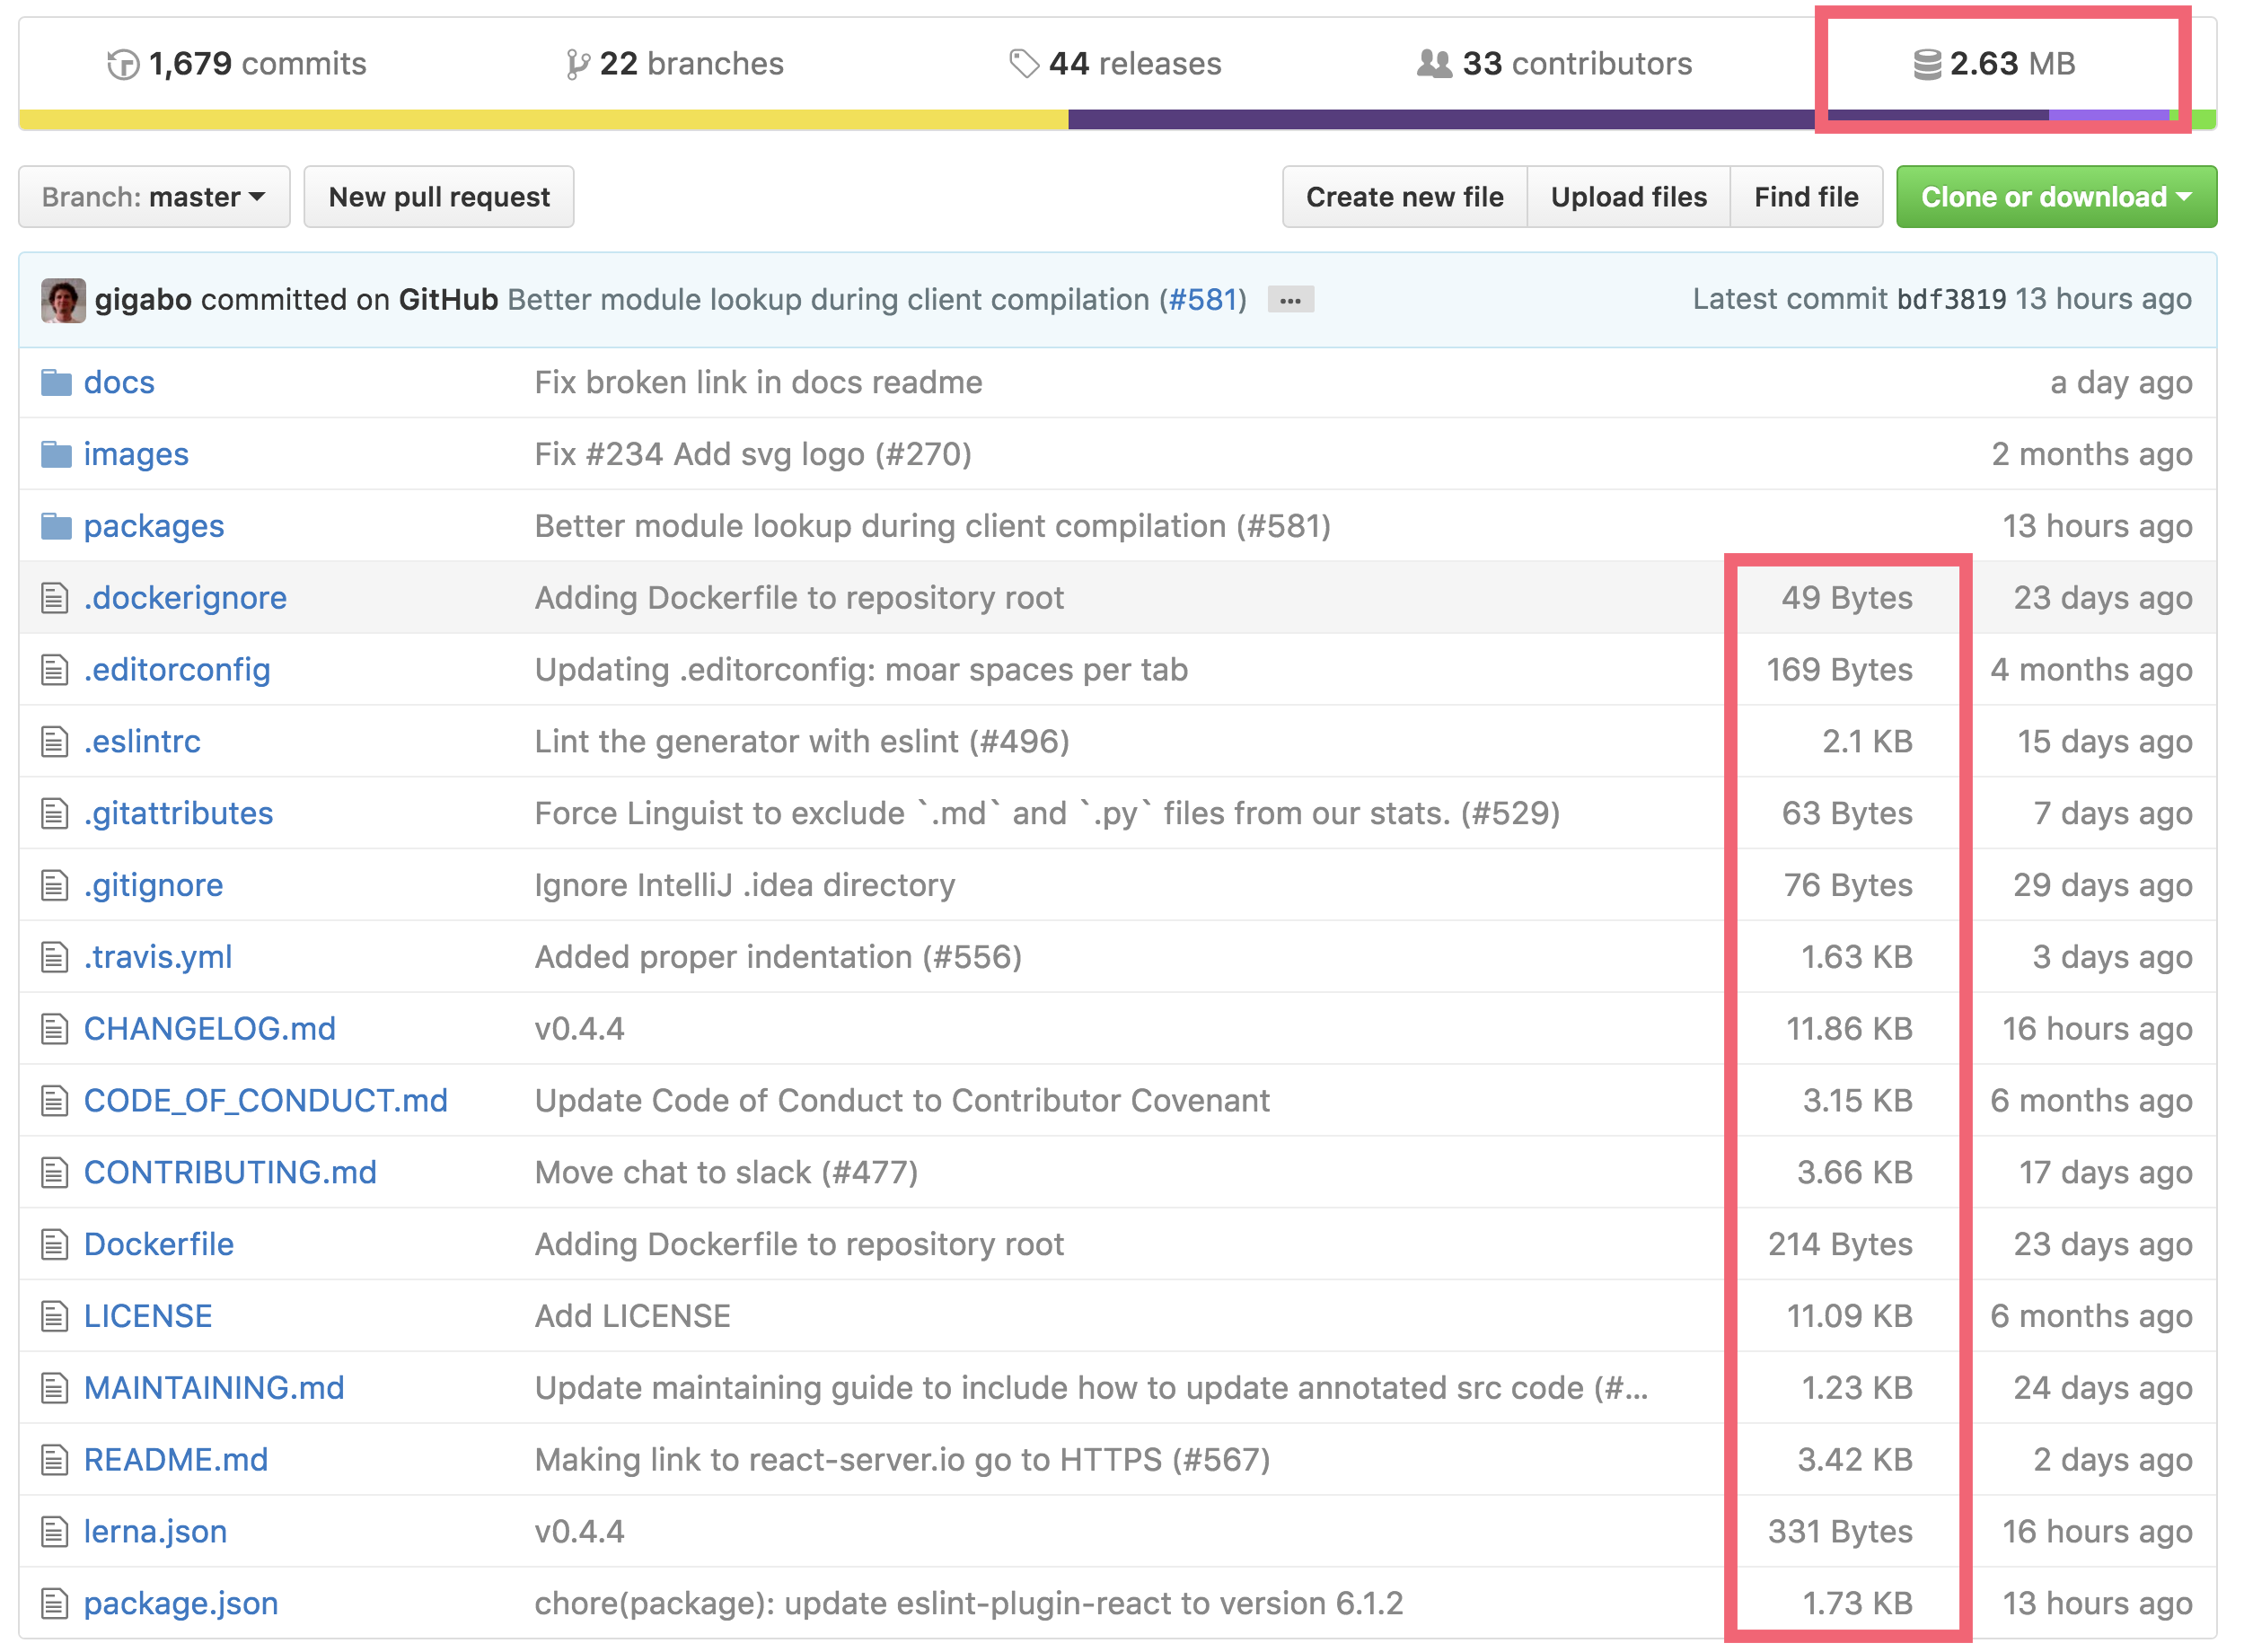 1,679 commits 22 branches 44 releases 33 contributors 2.63 MB
Branch: master New pull request Create new file Upload files Find file Clone or download
gigabo committed on GitHub Better module lookup during client compilation (#581) … Latest commit bdf3819 13 hours ago
docs Fix broken link in docs readme a day ago
images Fix #234 Add svg logo (#270) 2 months ago
packages Better module lookup during client compilation (#581) 13 hours ago
.dockerignore Adding Dockerfile to repository root 49 Bytes 23 days ago
.editorconfig Updating .editorconfig: moar spaces per tab 169 Bytes 4 months ago
.eslintrc Lint the generator with eslint (#496) 2.1 KB 15 days ago
.gitattributes Force Linguist to exclude `.md` and `.py` files from our stats. (#529) 63 Bytes 7 days ago
.gitignore Ignore IntelliJ .idea directory 76 Bytes 29 days ago
.travis.yml Added proper indentation (#556) 1.63 KB 3 days ago
CHANGELOG.md v0.4.4 11.86 KB 16 hours ago
CODE_OF_CONDUCT.md Update Code of Conduct to Contributor Covenant 3.15 KB 6 months ago
CONTRIBUTING.md Move chat to slack (#477) 3.66 KB 17 days ago
Dockerfile Adding Dockerfile to repository root 214 Bytes 23 days ago
LICENSE Add LICENSE 11.09 KB 6 months ago
MAINTAINING.md Update maintaining guide to include how to update annotated src code (#… 1.23 KB 24 days ago
README.md Making link to react-server.io go to HTTPS (#567) 3.42 KB 2 days ago
lerna.json v0.4.4 331 Bytes 16 hours ago
package.json chore(package): update eslint-plugin-react to version 6.1.2 1.73 KB 13 hours ago